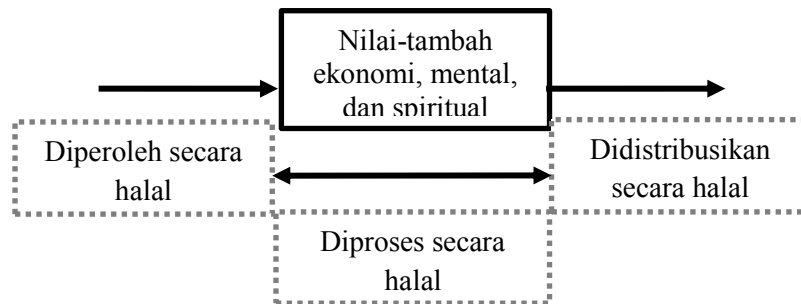 Nilai-tambah
ekonomi, mental,
dan spiritual
Diperoleh secara
halal
Didistribusikan
secara halal
Diproses secara
halal